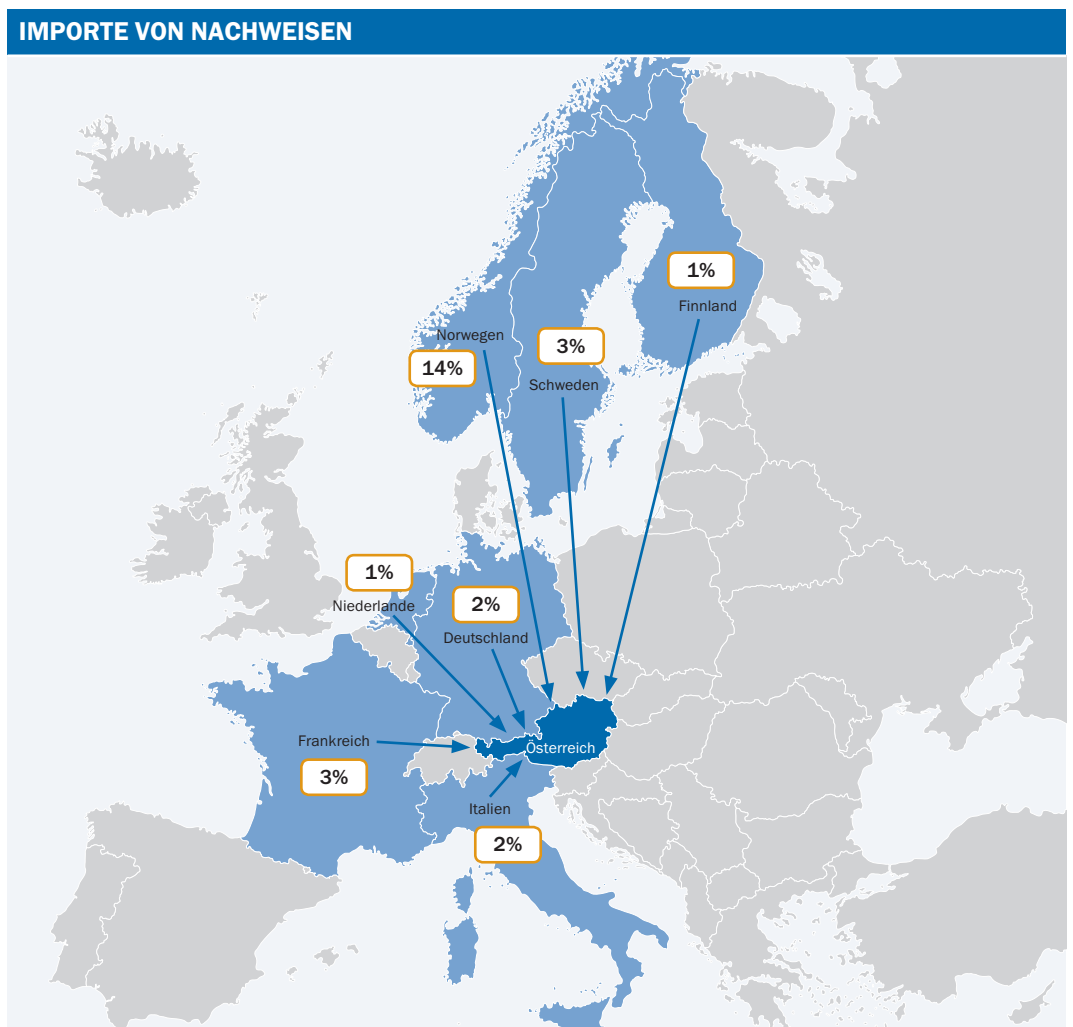 IMPORTE VON NACHWEISEN
1%
Finnland
Norwegen
14%
3%
Schweden
1%
Niederlande
2%
Deutschland
Frankreich
3%
Österreich
Italien
2%